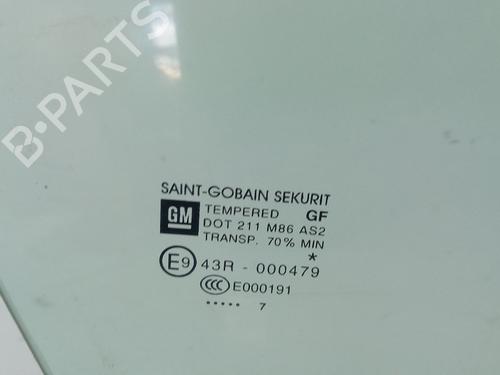 B-PARTS
SAINT-GOBAIN SEKURIT
GM TEMPERED GF
DOT 211 M86 AS2
TRANSP. 70% MIN
*
E9 43R - 000479
CCC E000191
••••• 7